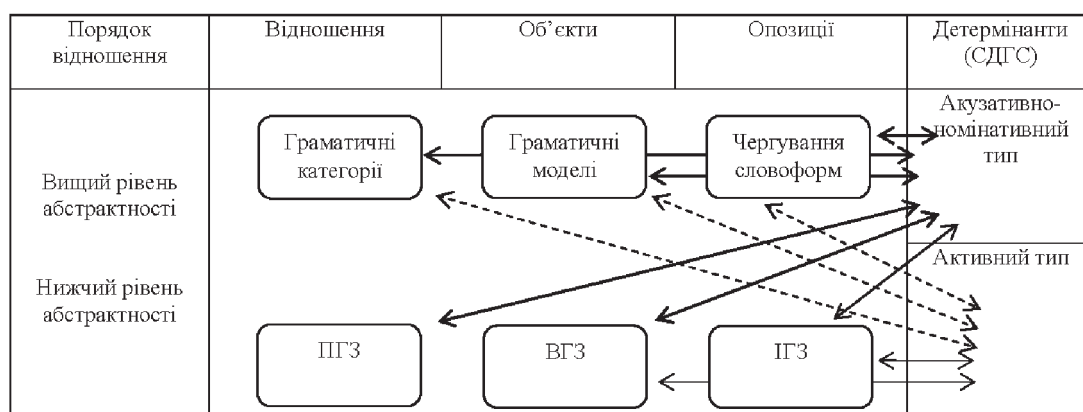 Порядок
відношення
Відношення
Об’єкти
Опозиції
Детермінанти
(СДГС)
Вищий рівень
абстрактності
Граматичні
категорії
Граматичні
моделі
Чергування
словоформ
Акузативно-
номінативний
тип
Нижчий рівень
абстрактності
ПГЗ
ВГЗ
ІГЗ
Активний тип